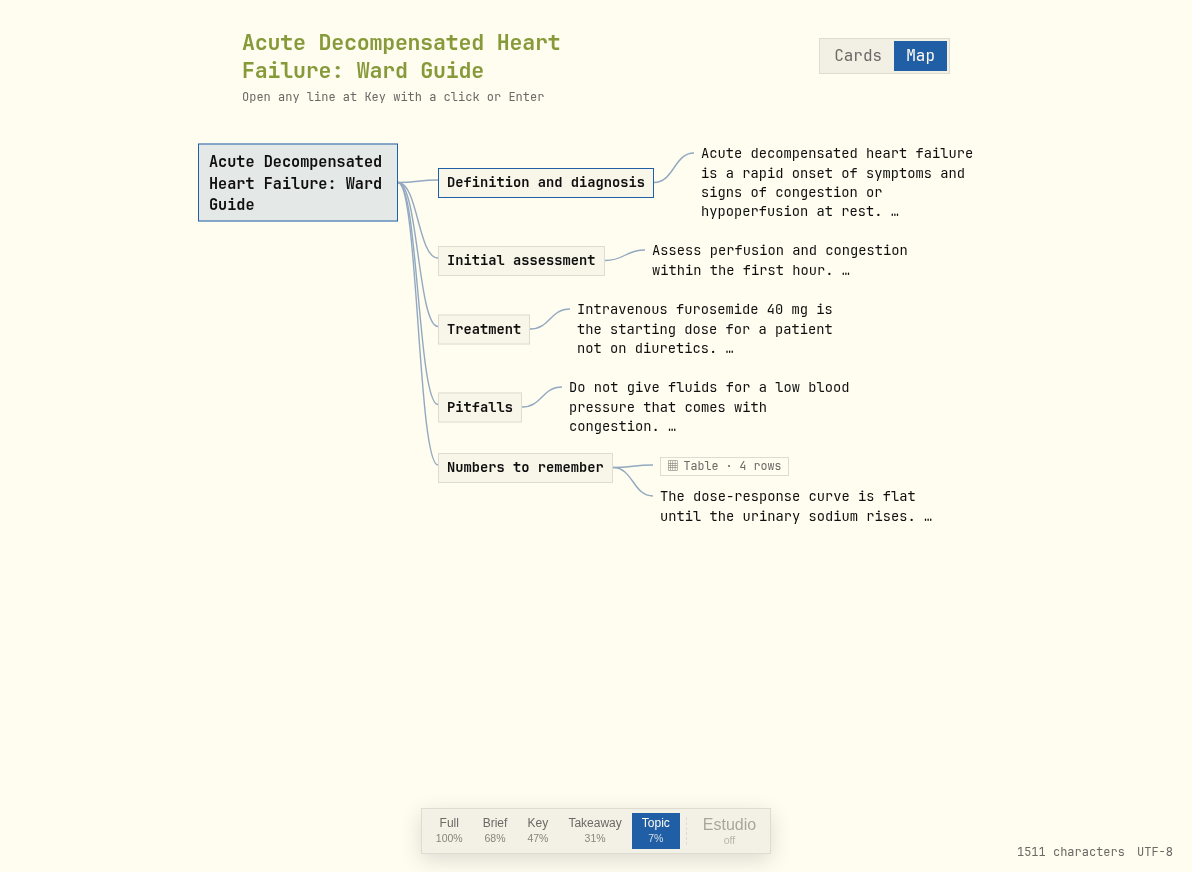 Acute Decompensated Heart
Failure: Ward Guide
Open any line at Key with a click or Enter
Cards
Map
Acute Decompensated
Heart Failure: Ward
Guide
Definition and diagnosis
Acute decompensated heart failure
is a rapid onset of symptoms and
signs of congestion or
hypoperfusion at rest. …
Initial assessment
Assess perfusion and congestion
within the first hour. …
Treatment
Intravenous furosemide 40 mg is
the starting dose for a patient
not on diuretics. …
Pitfalls
Do not give fluids for a low blood
pressure that comes with
congestion. …
Numbers to remember
Table · 4 rows
The dose-response curve is flat
until the urinary sodium rises. …
Full
100%
Brief
68%
Key
47%
Takeaway
31%
Topic
7%
Estudio
off
1511 characters UTF-8